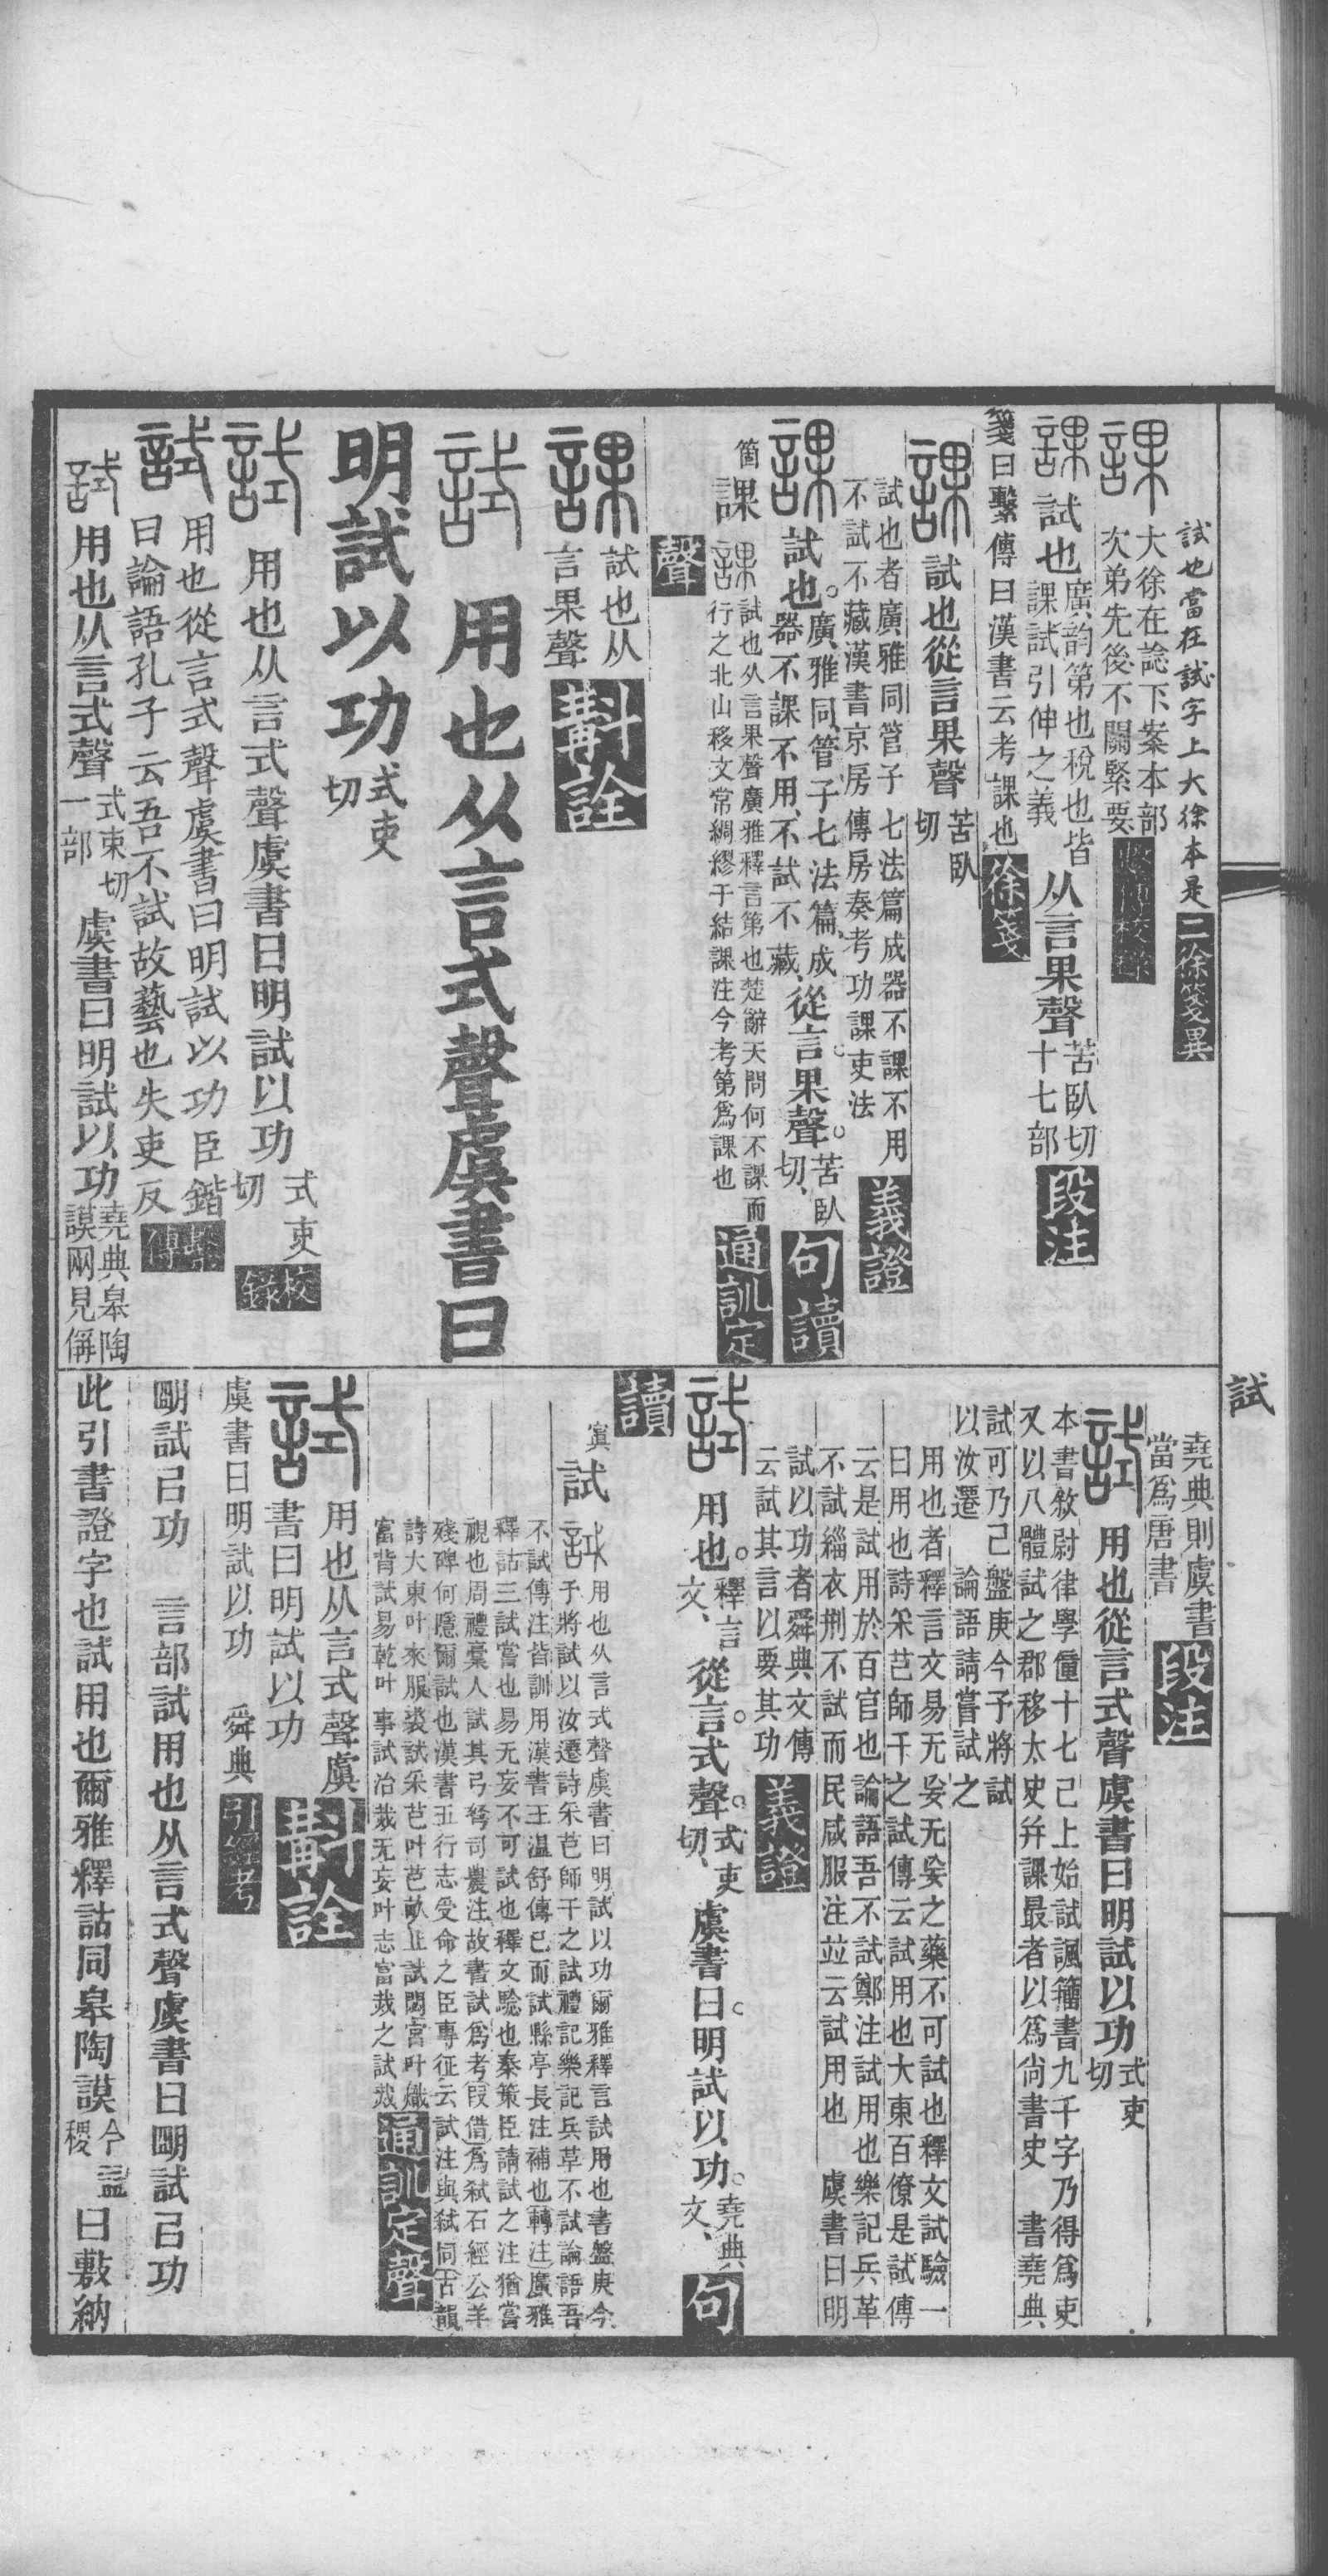 試也當在試字上大徐本是二徐箋異
課大徐在諗下案本部
次弟先後不關緊要
課試也廣韵第也稅也皆
課試引伸之義从言果聲苦臥切
十七部段注
箋曰繫傳曰漢書云考課也徐箋
課試也從言果聲苦臥
切
試也者廣雅同管子七法篇成器不課不用
不試不藏漢書京房傳房奏考功課吏法義證
課試也。廣雅同、管子七法篇、成
器不課不用、不試不藏、從言果聲。苦臥
切、句讀
箇課
課試也从言果聲廣雅釋言第也楚辭天問何不課而
行之北山移文常綢繆于結課注今考第爲課也通訓定
聲
課試也从
言果聲斠詮
試用也从言式聲虞書曰
明試以功式吏
切
試用也从言式聲虞書曰明試以功式吏
切校錄
試用也從言式聲虞書曰明試以功臣鍇
曰論語孔子云吾不試故藝也失吏反繫傳
試用也从言式聲式吏切
一部虞書曰明試以功堯典皋陶
謨兩見偁
試
堯典則虞書
當爲唐書段注
試用也從言式聲虞書曰明試以功式吏
切
本書敘尉律學僮十七已上始試諷籒書九千字乃得爲吏
又以八體試之郡移太史幷課最者以爲尙書史 書堯典
試可乃已盤庚今予將試
以汝遷 論語請嘗試之
用也者釋言文易无妄无妄之藥不可試也釋文試驗一
曰用也詩采芑師干之試傳云試用也大東百僚是試傳
云是試用於百官也論語吾不試鄭注試用也樂記兵革
不試緇衣刑不試而民咸服注竝云試用也 虞書曰明
試以功者舜典文傳
云試其言以要其功義證
試用也。釋言
文、從言式聲。式吏
切、虞書曰。明試以功。堯典
文、句
讀
寘試
試用也从言式聲虞書曰明試以功爾雅釋言試用也書盤庚今
予將試以汝遷詩采芑師干之試禮記樂記兵革不試論語吾
不試傳注皆訓用漢書王溫舒傳已而試縣亭長注補也轉注廣雅
釋詁三試嘗也易无妄不可試也釋文驗也秦策臣請試之注猶嘗
視也周禮稾人試其弓弩司農注故書試爲考叚借爲弒石經公羊
殘碑何隱爾試也漢書五行志受命之臣專征云試注與弒同古韻
詩大東叶來服裘試采芑叶芑畝止試閟宮叶熾
富背試易乾叶事試治烖无妄叶志富烖之試烖通訓定聲
試用也从言式聲虞
書曰明試以功斠詮
虞書曰明試以功 舜典引經考
朙試㠯功 言部試用也从言式聲虞書曰朙試㠯功
此引書證字也試用也爾雅釋詁同皋陶謨今益
稷曰敷納